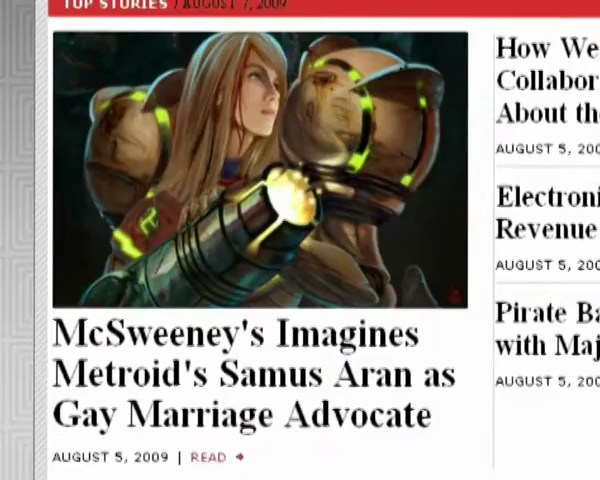 TOP STORIES / AUGUST 7, 2009
McSweeney's Imagines
Metroid's Samus Aran as
Gay Marriage Advocate
AUGUST 5, 2009 | READ
How We
Collabor
About th
AUGUST 5, 200
Electroni
Revenue
AUGUST 5, 200
Pirate Ba
with Maj
AUGUST 5, 200